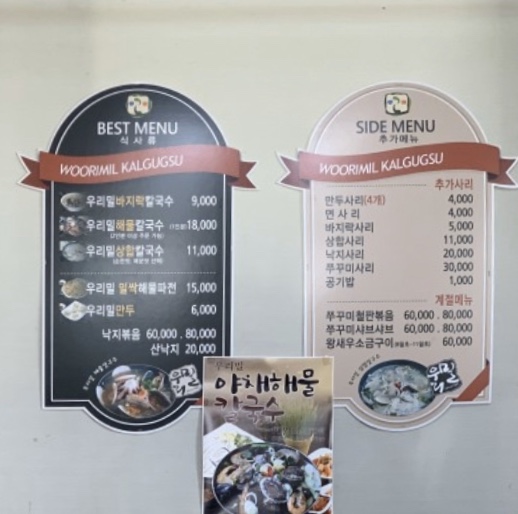 BEST MENU
식사류
WOORIMIL KALGUGSU
우리밀바지락칼국수 9,000
우리밀해물칼국수 18,000
우리밀상합칼국수 11,000
우리밀 밀싹해물파전 15,000
우리밀만두 6,000
낙지볶음 60,000 . 80,000
산낙지 20,000
SIDE MENU
추가메뉴
WOORIMIL KALGUGSU
추가사리
만두사리(4개) 4,000
면 사 리 4,000
바지락사리 5,000
상합사리 11,000
낙지사리 20,000
쭈꾸미사리 30,000
공기밥 1,000
계절메뉴
쭈꾸미철판볶음 60,000 . 80,000
쭈꾸미샤브샤브 60,000 . 80,000
왕새우소금구이 60,000
우리밀
야채해물
칼국수